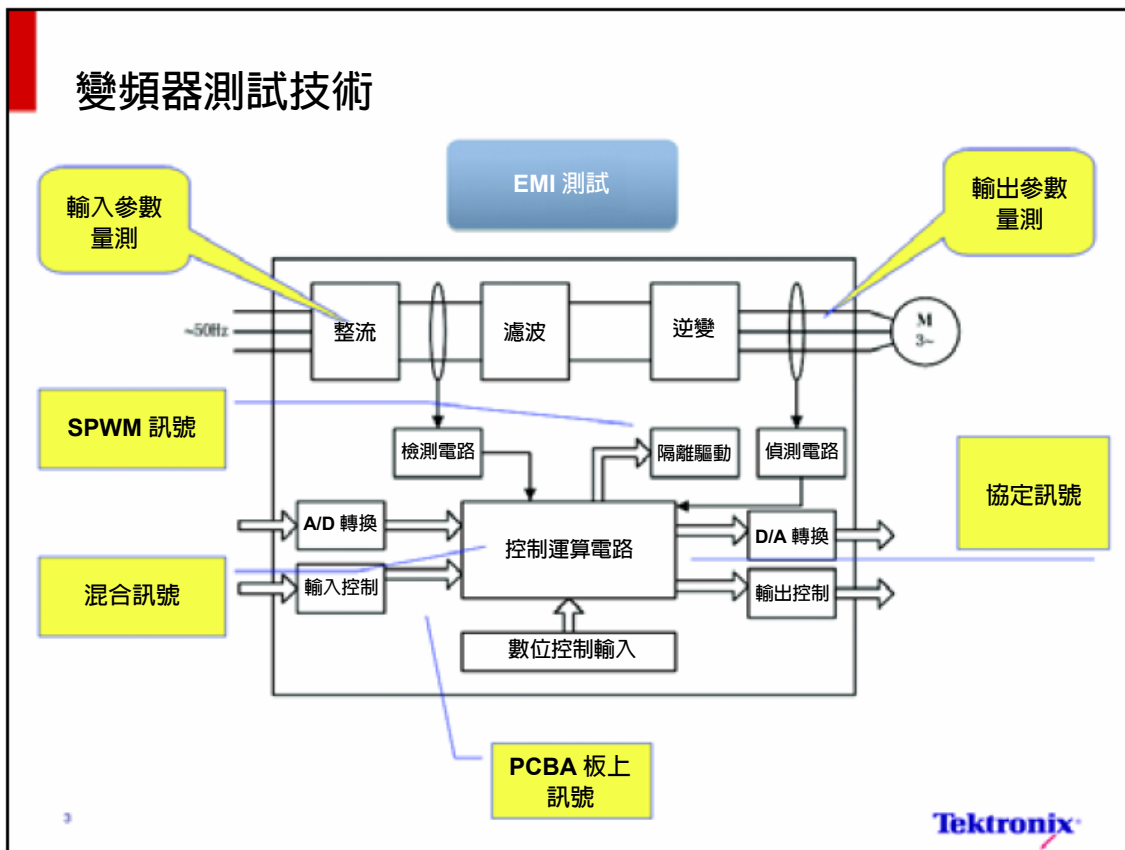 變頻器測試技術
EMI 測試
輸入參數
量測
輸出參數
量測
~50Hz
整流
濾波
逆變
M
3~
SPWM 訊號
檢測電路
隔離驅動
偵測電路
協定訊號
A/D 轉換
控制運算電路
D/A 轉換
混合訊號
輸入控制
輸出控制
數位控制輸入
PCBA 板上
訊號
3
Tektronix